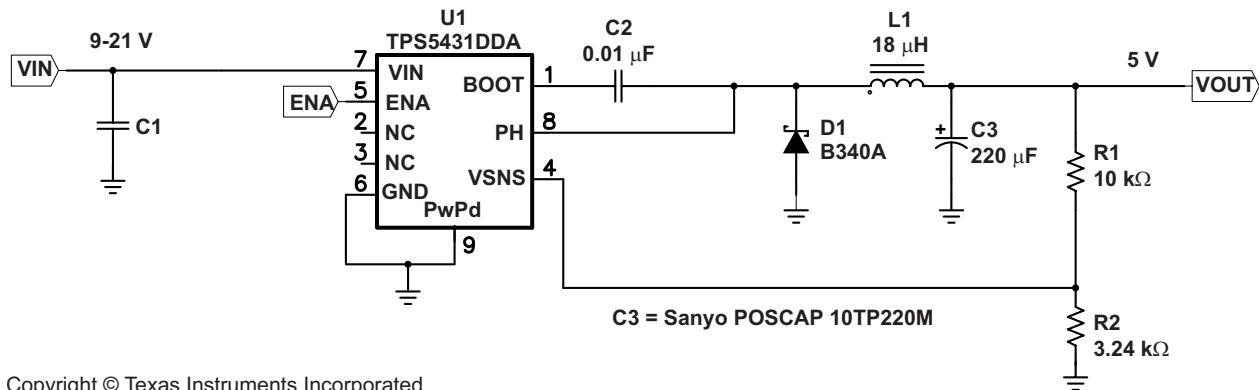 U1
TPS5431DDA
9-21 V
VIN
ENA
7
5
2
3
6
VIN
ENA
NC
NC
GND
BOOT
PH
VSNS
PwPd
1
8
4
9
C1
C2
0.01 μF
L1
18 μH
5 V
VOUT
D1
B340A
+
C3
220 μF
R1
10 kΩ
C3 = Sanyo POSCAP 10TP220M
R2
3.24 kΩ
Copyright © Texas Instruments Incorporated